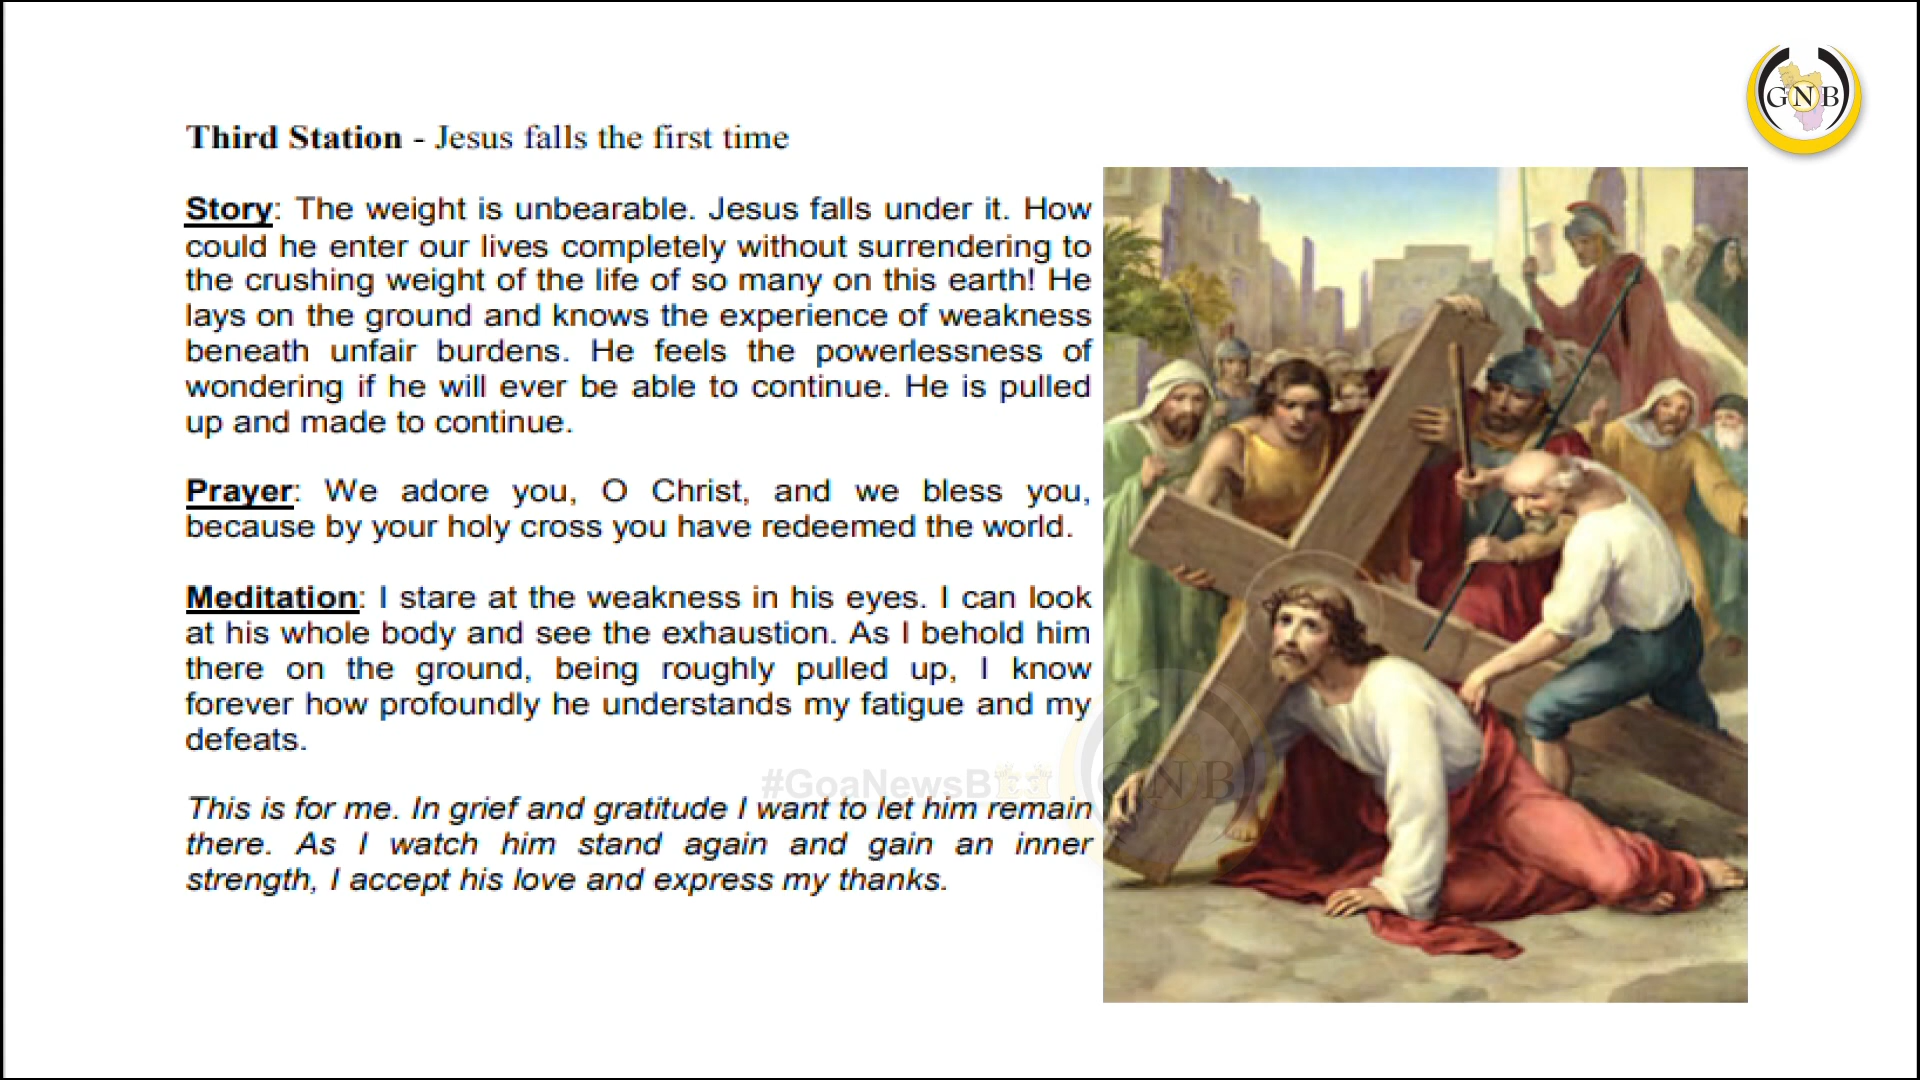 GNB
Third Station - Jesus falls the first time
Story: The weight is unbearable. Jesus falls under it. How
could he enter our lives completely without surrendering to
the crushing weight of the life of so many on this earth! He
lays on the ground and knows the experience of weakness
beneath unfair burdens. He feels the powerlessness of
wondering if he will ever be able to continue. He is pulled
up and made to continue.
Prayer: We adore you, O Christ, and we bless you,
because by your holy cross you have redeemed the world.
Meditation: I stare at the weakness in his eyes. I can look
at his whole body and see the exhaustion. As I behold him
there on the ground, being roughly pulled up, I know
forever how profoundly he understands my fatigue and my
defeats.
#GoaNewsB
GNB
This is for me. In grief and gratitude I want to let him remain
there. As I watch him stand again and gain an inner
strength, I accept his love and express my thanks.